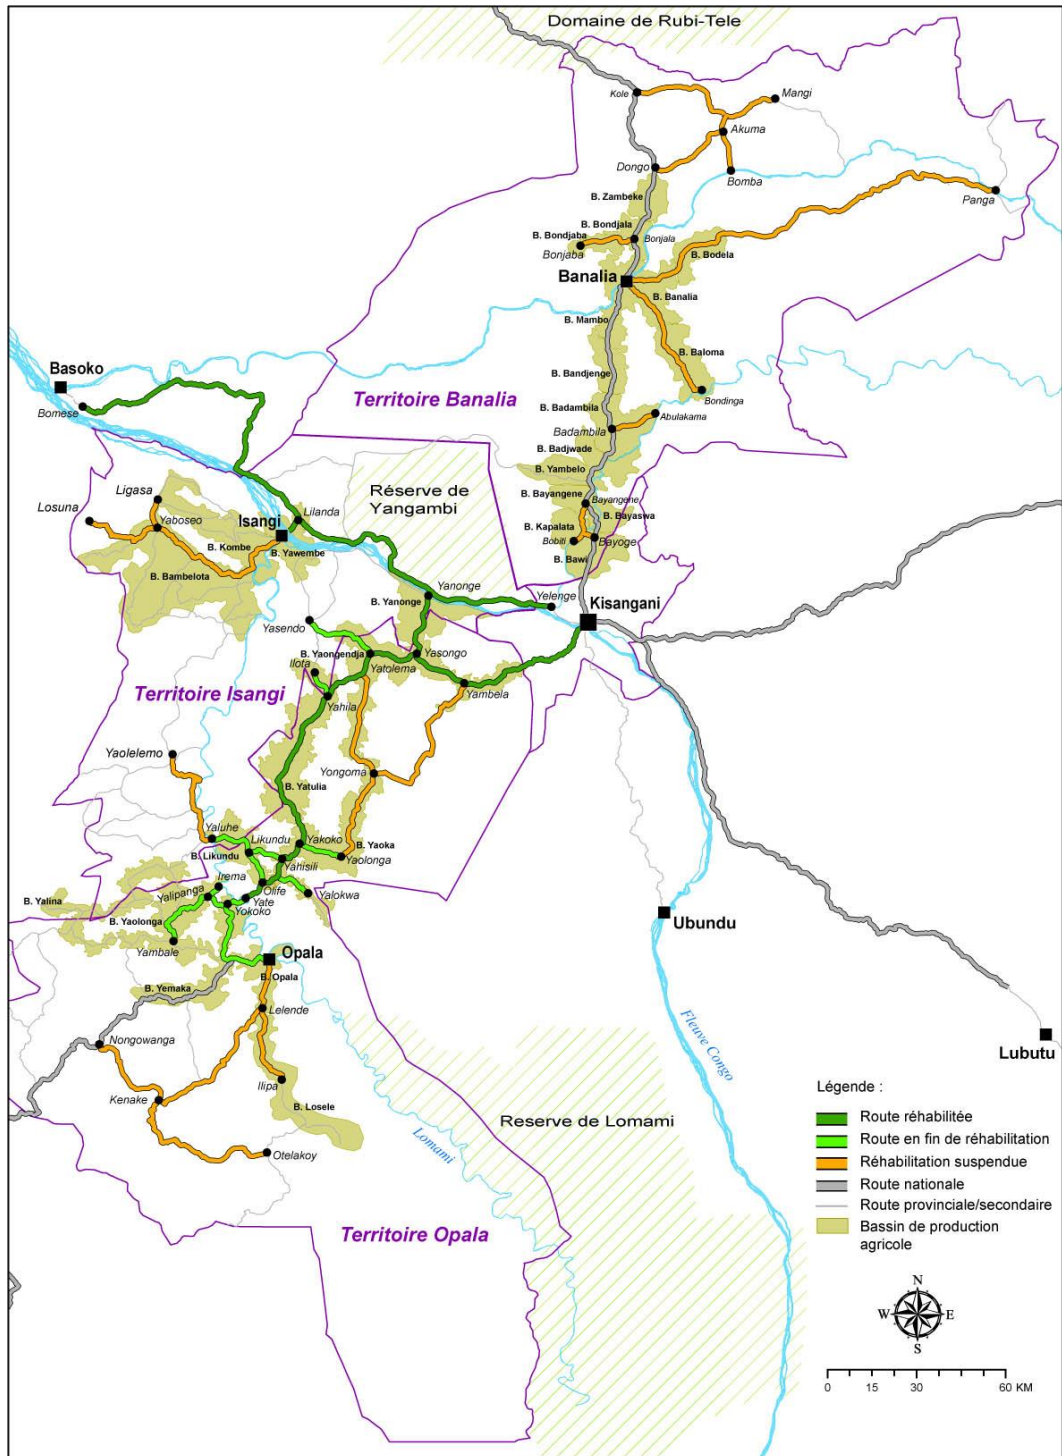 Domaine de Rubi-Tele
Kole
Mangi
Akuma
Dongo
Bomba
Panga
B. Zambeke
B. Bondjala
B. Bondjaba
Bonjala
Bonjaba
B. Bodela
Banalia
B. Banalia
B. Mambo
B. Baloma
Basoko
B. Bandjenge
Bondinga
Territoire Banalia
Bomese
B. Badambila
Abulakama
Badambila
B. Badjwade
B. Yambelo
Réserve de
Yangambi
Ligasa
Losuna
B. Bayangene
Bayangene
Lilanda
B. Bayaswa
Yaboseo
Isangi
B. Kapalata
Bobiti
Bayoge
B. Kombe
B. Yawembe
B. Bawi
B. Bambelota
Yanonge
B. Yanonge
Yelenge
Kisangani
Yasendo
B. Yaongendja
Ilota
Yatolema
Yasongo
Territoire Isangi
Yahila
Yambela
Yaolelemo
Yongoma
B. Yatulia
Yaluhe
Likundu
Yakoko
B. Yaoka
B. Likundu
Yahisili
Yaolonga
Irema
Olife
Yalipanga
Yate
Yalokwa
B. Yalina
Yokoko
B. Yaolonga
Ubundu
Yambale
Opala
B. Opala
B. Yemaka
Lelende
Fleuve Congo
Nongowanga
Lubutu
Ilipa
Kenake
B. Losele
Reserve de Lomami
Lomami
Otelakoy
Territoire Opala
Légende :
Route réhabilitée
Route en fin de réhabilitation
Réhabilitation suspendue
Route nationale
Route provinciale/secondaire
Bassin de production
agricole
N
W E
S
0 15 30 60 KM